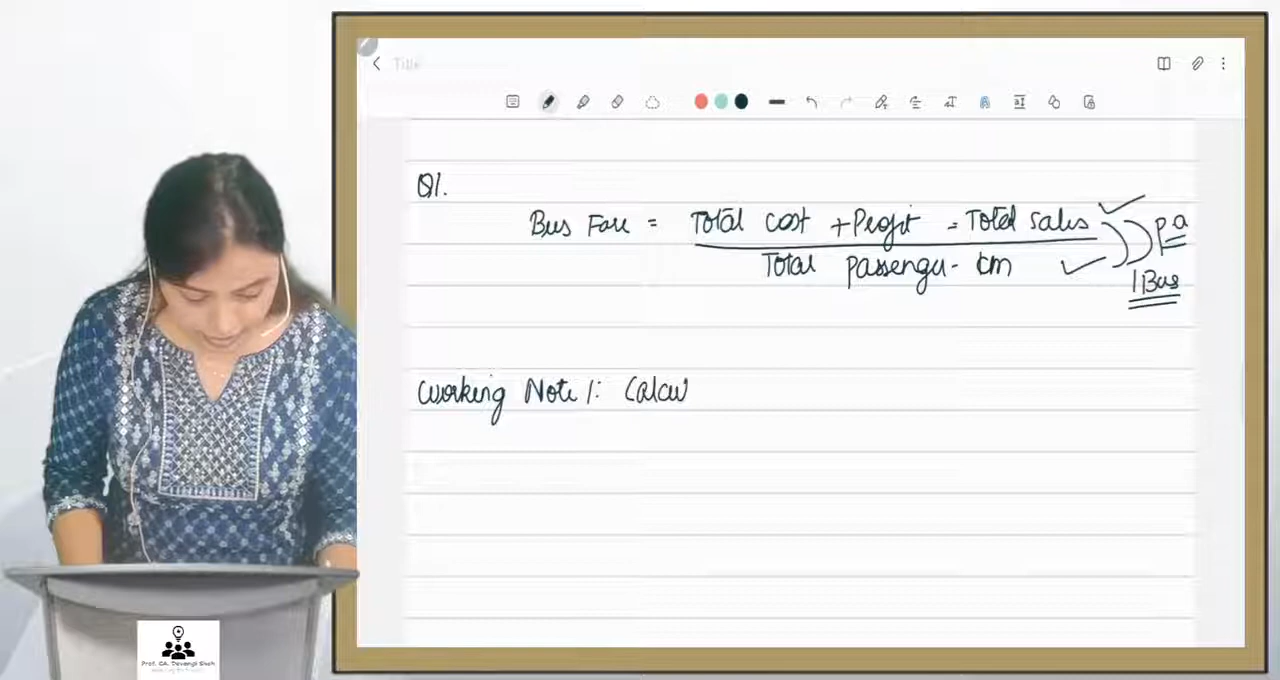 Title
Q1.
Bus Fare = Total cost + Profit = Total sales
Total passenger - km
p.a
1 Bus
Working Note 1: Calcu
Prof. CA. Devangi Shah